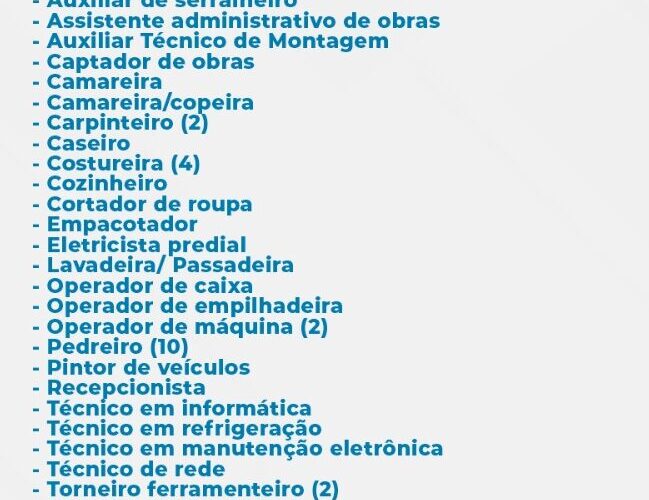 - Auxiliar de serralheiro
- Assistente administrativo de obras
- Auxiliar Técnico de Montagem
- Captador de obras
- Camareira
- Camareira/copeira
- Carpinteiro (2)
- Caseiro
- Costureira (4)
- Cozinheiro
- Cortador de roupa
- Empacotador
- Eletricista predial
- Lavadeira/ Passadeira
- Operador de caixa
- Operador de empilhadeira
- Operador de máquina (2)
- Pedreiro (10)
- Pintor de veículos
- Recepcionista
- Técnico em informática
- Técnico em refrigeração
- Técnico em manutenção eletrônica
- Técnico de rede
- Torneiro ferramenteiro (2)